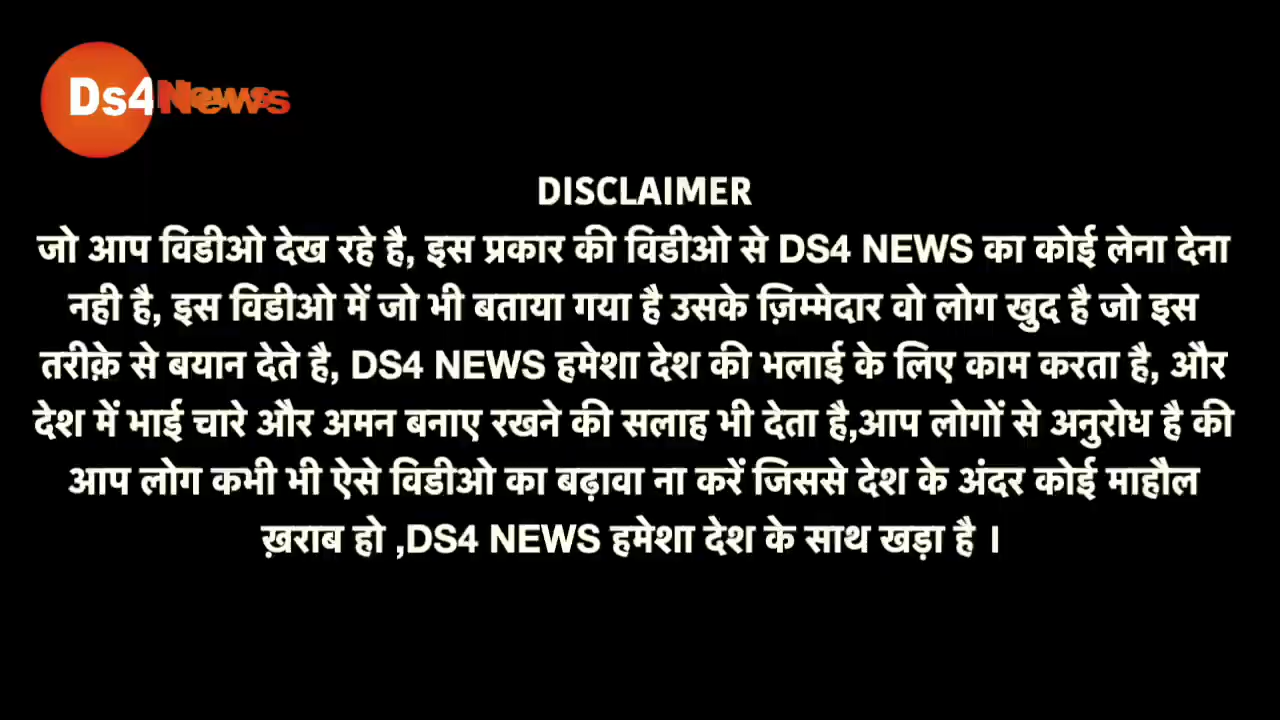 Ds4News
DISCLAIMER
जो आप विडीओ देख रहे है, इस प्रकार की विडीओ से DS4 NEWS का कोई लेना देना
नही है, इस विडीओ में जो भी बताया गया है उसके ज़िम्मेदार वो लोग खुद है जो इस
तरीक़े से बयान देते है, DS4 NEWS हमेशा देश की भलाई के लिए काम करता है, और
देश में भाई चारे और अमन बनाए रखने की सलाह भी देता है,आप लोगों से अनुरोध है की
आप लोग कभी भी ऐसे विडीओ का बढ़ावा ना करें जिससे देश के अंदर कोई माहौल
ख़राब हो ,DS4 NEWS हमेशा देश के साथ खड़ा है ।